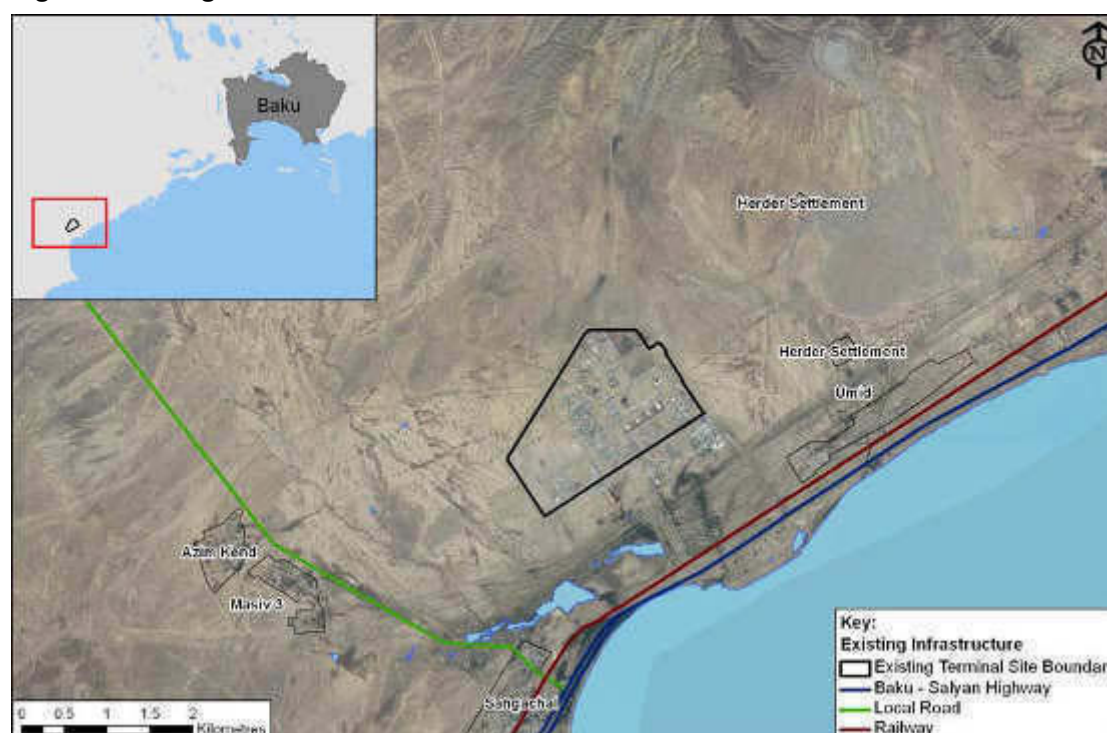 Baku
N
Herder Settlement
Herder Settlement
Umid
Azim Kend
Masiv 3
Sangachal
Key:
Existing Infrastructure
Existing Terminal Site Boundar
Baku - Salyan Highway
Local Road
Railway
0 0.5 1 1.5 2
Kilometres